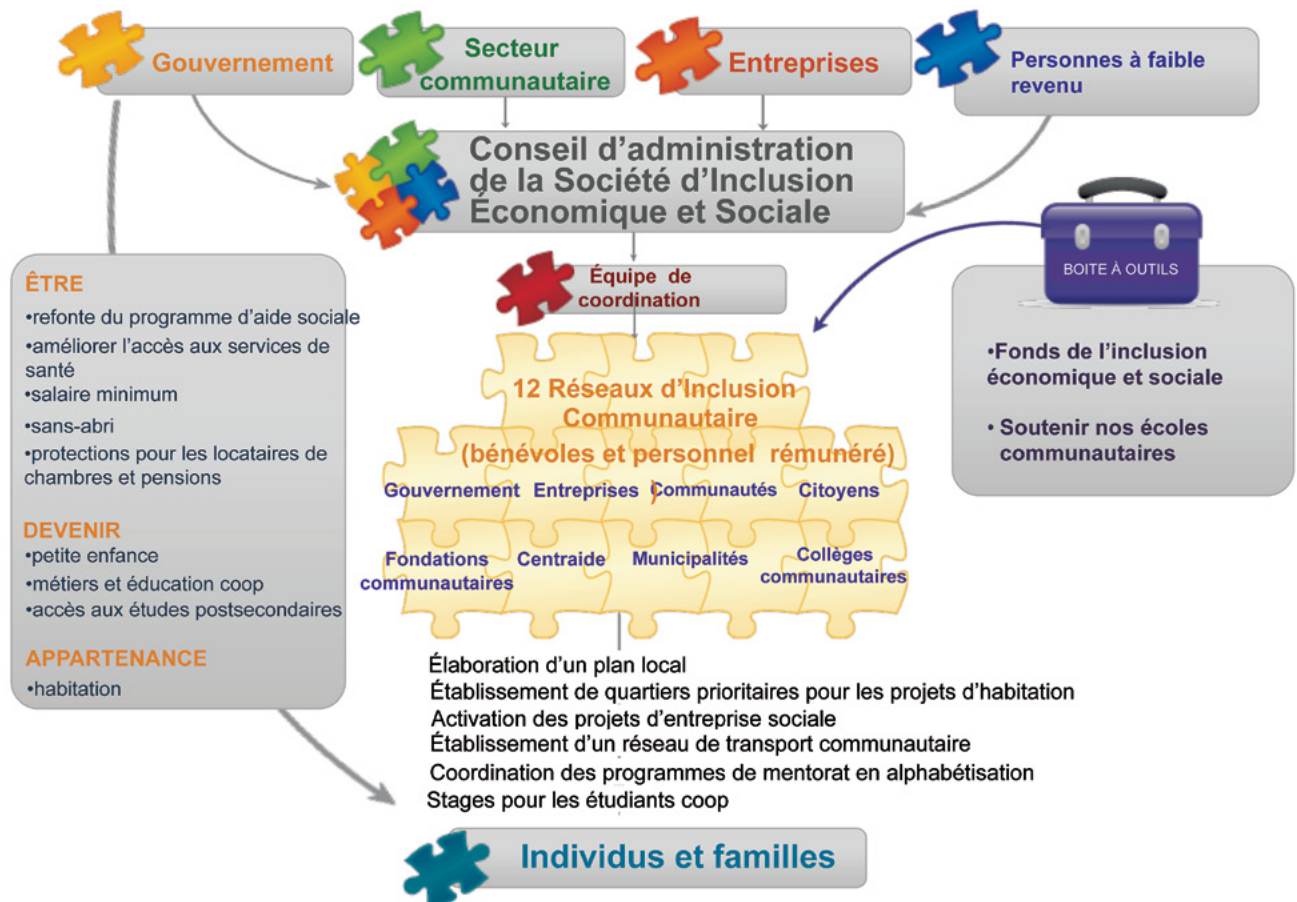 Gouvernement
Secteur
communautaire
Entreprises
Personnes à faible
revenu
Conseil d'administration
de la Société d'Inclusion
Économique et Sociale
Équipe de
coordination
BOITE À OUTILS
•Fonds de l'inclusion
économique et sociale
• Soutenir nos écoles
communautaires
ÊTRE
•refonte du programme d'aide sociale
•améliorer l'accès aux services de
santé
•salaire minimum
•sans-abri
•protections pour les locataires de
chambres et pensions
DEVENIR
•petite enfance
•métiers et éducation coop
•accès aux études postsecondaires
APPARTENANCE
•habitation
12 Réseaux d'Inclusion
Communautaire
(bénévoles et personnel rémunéré)
)
Gouvernement Entreprises Communautés Citoyens
Fondations
communautaires
Centraide
Municipalités
Collèges
communautaires
Élaboration d'un plan local
Établissement de quartiers prioritaires pour les projets d'habitation
Activation des projets d'entreprise sociale
Établissement d'un réseau de transport communautaire
Coordination des programmes de mentorat en alphabétisation
Stages pour les étudiants coop
Individus et familles